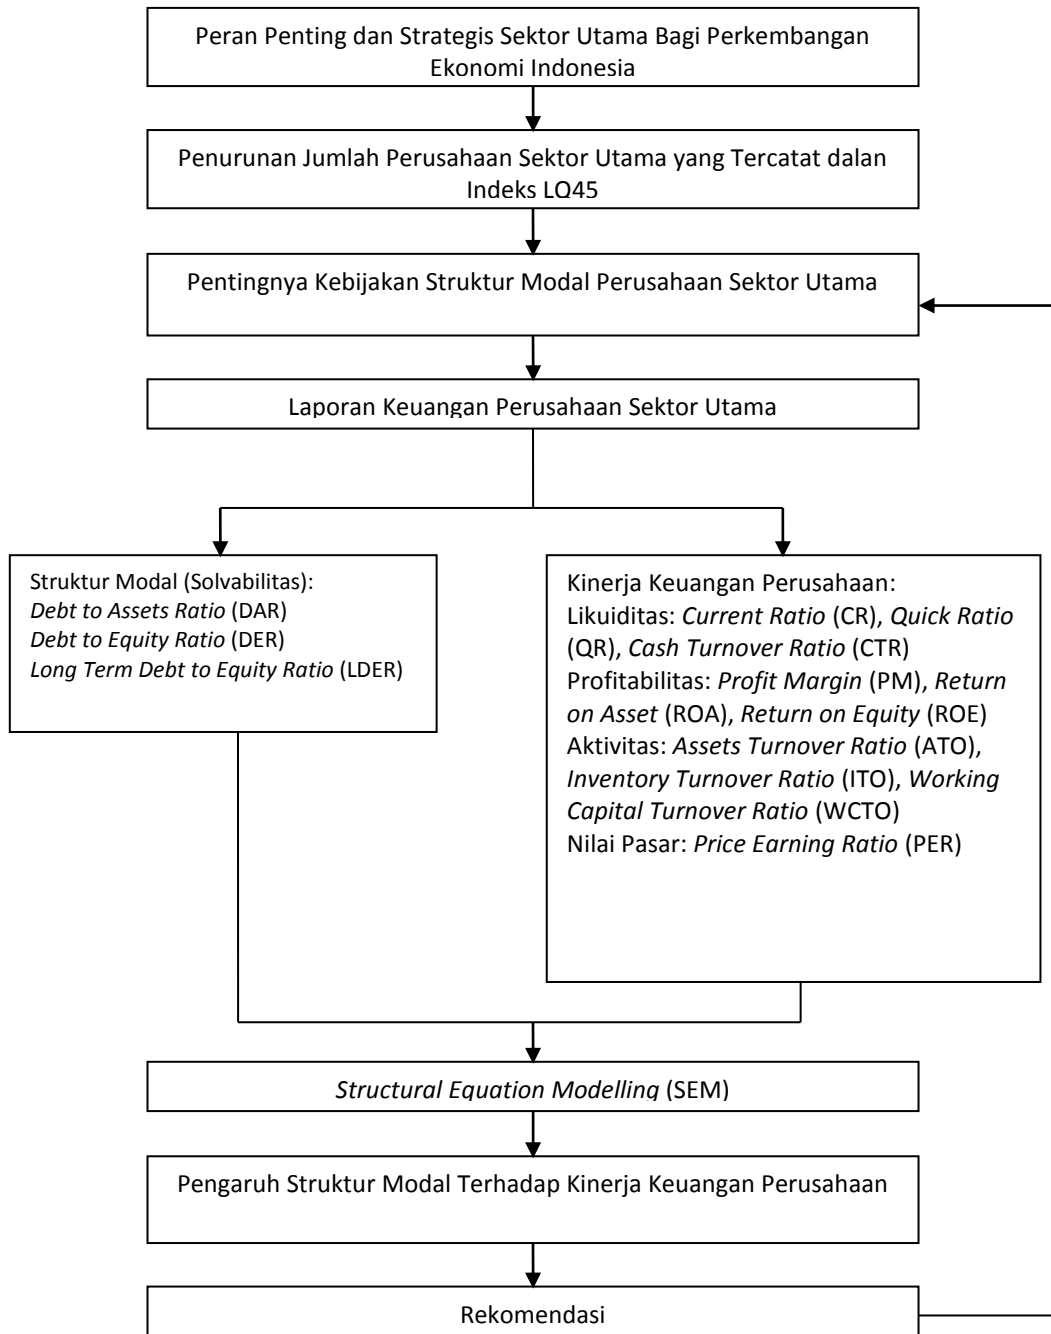 Peran Penting dan Strategis Sektor Utama Bagi Perkembangan
Ekonomi Indonesia
Penurunan Jumlah Perusahaan Sektor Utama yang Tercatat dalan
Indeks LQ45
Pentingnya Kebijakan Struktur Modal Perusahaan Sektor Utama
Laporan Keuangan Perusahaan Sektor Utama
Struktur Modal (Solvabilitas):
Debt to Assets Ratio (DAR)
Debt to Equity Ratio (DER)
Long Term Debt to Equity Ratio (LDER)
Kinerja Keuangan Perusahaan:
Likuiditas: Current Ratio (CR), Quick Ratio
(QR), Cash Turnover Ratio (CTR)
Profitabilitas: Profit Margin (PM), Return
on Asset (ROA), Return on Equity (ROE)
Aktivitas: Assets Turnover Ratio (ATO),
Inventory Turnover Ratio (ITO), Working
Capital Turnover Ratio (WCTO)
Nilai Pasar: Price Earning Ratio (PER)
Structural Equation Modelling (SEM)
Pengaruh Struktur Modal Terhadap Kinerja Keuangan Perusahaan
Rekomendasi